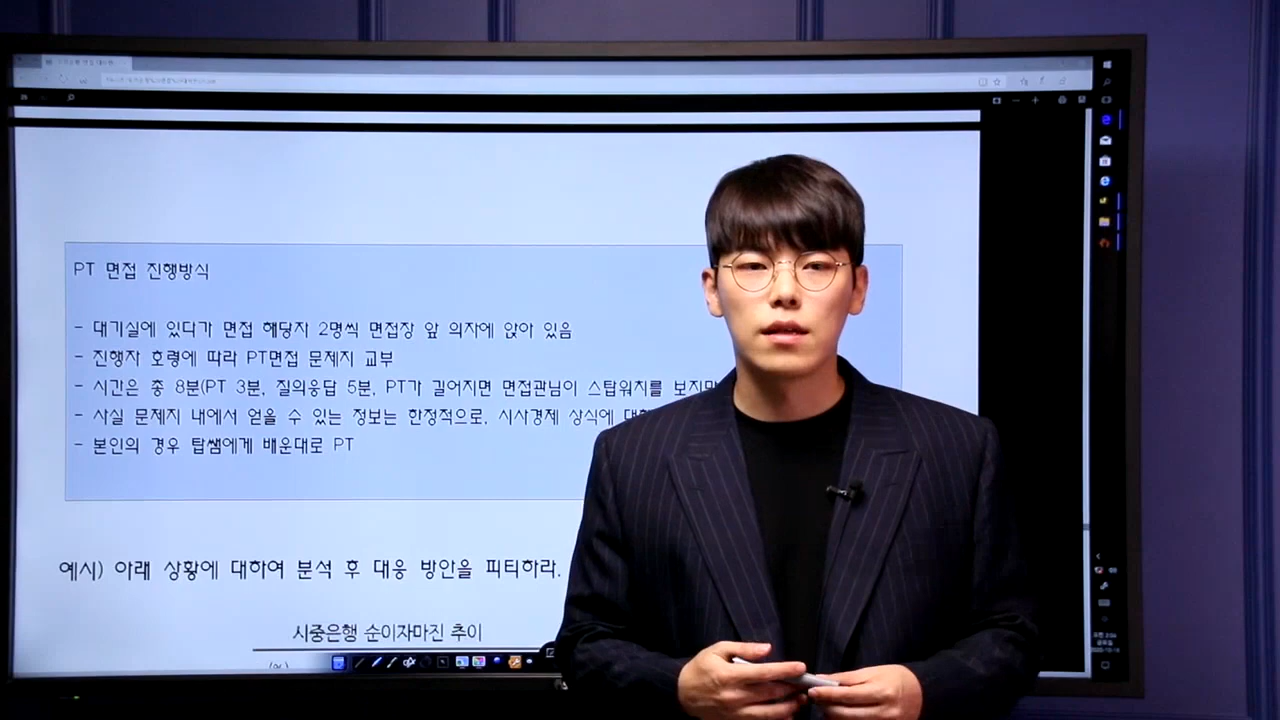 PT 면접 진행방식
- 대기실에 있다가 면접 해당자 2명씩 면접장 앞 의자에 앉아 있음
- 진행자 호령에 따라 PT면접 문제지 교부
- 시간은 총 8분(PT 3분, 질의응답 5분, PT가 길어지면 면접관님이 스탑워치를
- 사실 문제지 내에서 얻을 수 있는 정보는 한정적으로, 시사경제 상식에
- 본인의 경우 탑쌤에게 배운대로 PT
예시) 아래 상황에 대하여 분석 후 대응 방안을 피티하라.
시중은행 순이자마진 추이